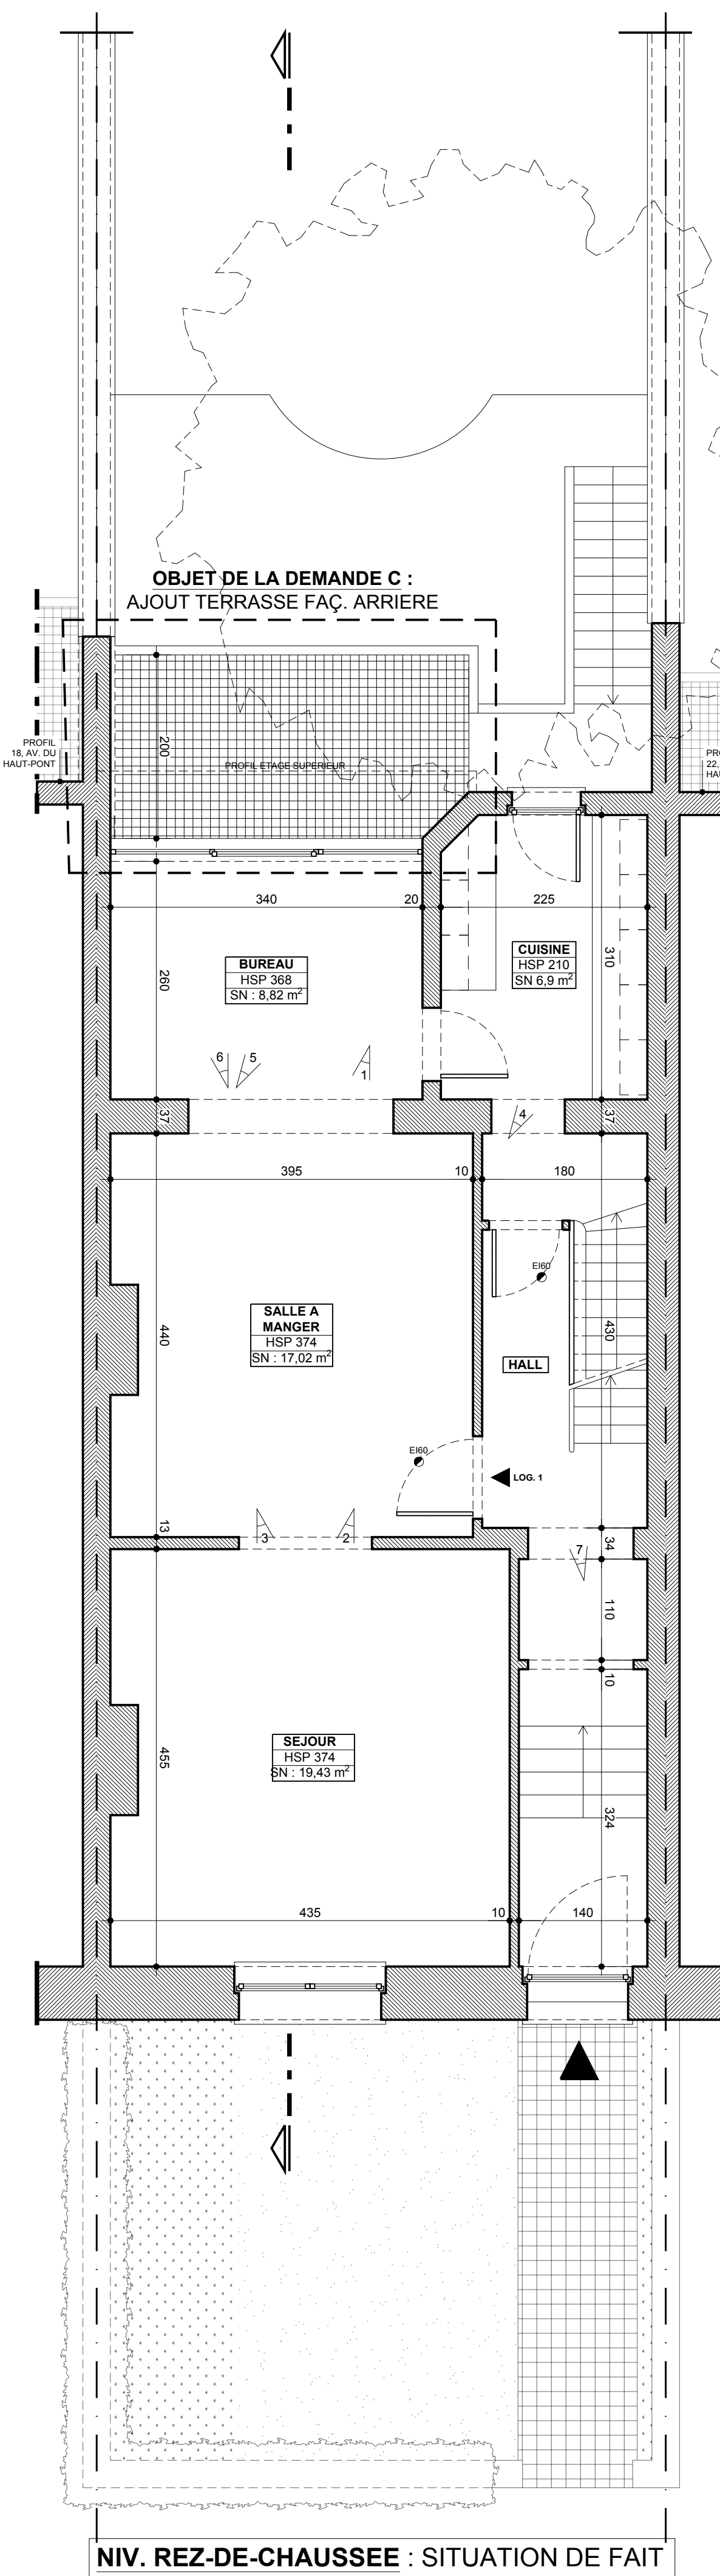 OBJET DE LA DEMANDE C :
AJOUT TERRASSE FAÇ. ARRIERE
PROFIL
18, AV. DU
HAUT-PONT
200
PROFIL ETAGE SUPERIEUR
22,
340
20
225
BUREAU
HSP 368
SN : 8,82 m²
CUISINE
HSP 210
SN 6,9 m²
260
310
6
5
1
4
37
37
395
10
180
EI60
SALLE A
MANGER
HSP 374
SN : 17,02 m²
440
430
HALL
EI60
LOG. 1
13
3
2
34
7
110
10
SEJOUR
HSP 374
SN : 19,43 m²
455
324
435
10
140
NIV. REZ-DE-CHAUSSEE : SITUATION DE FAIT